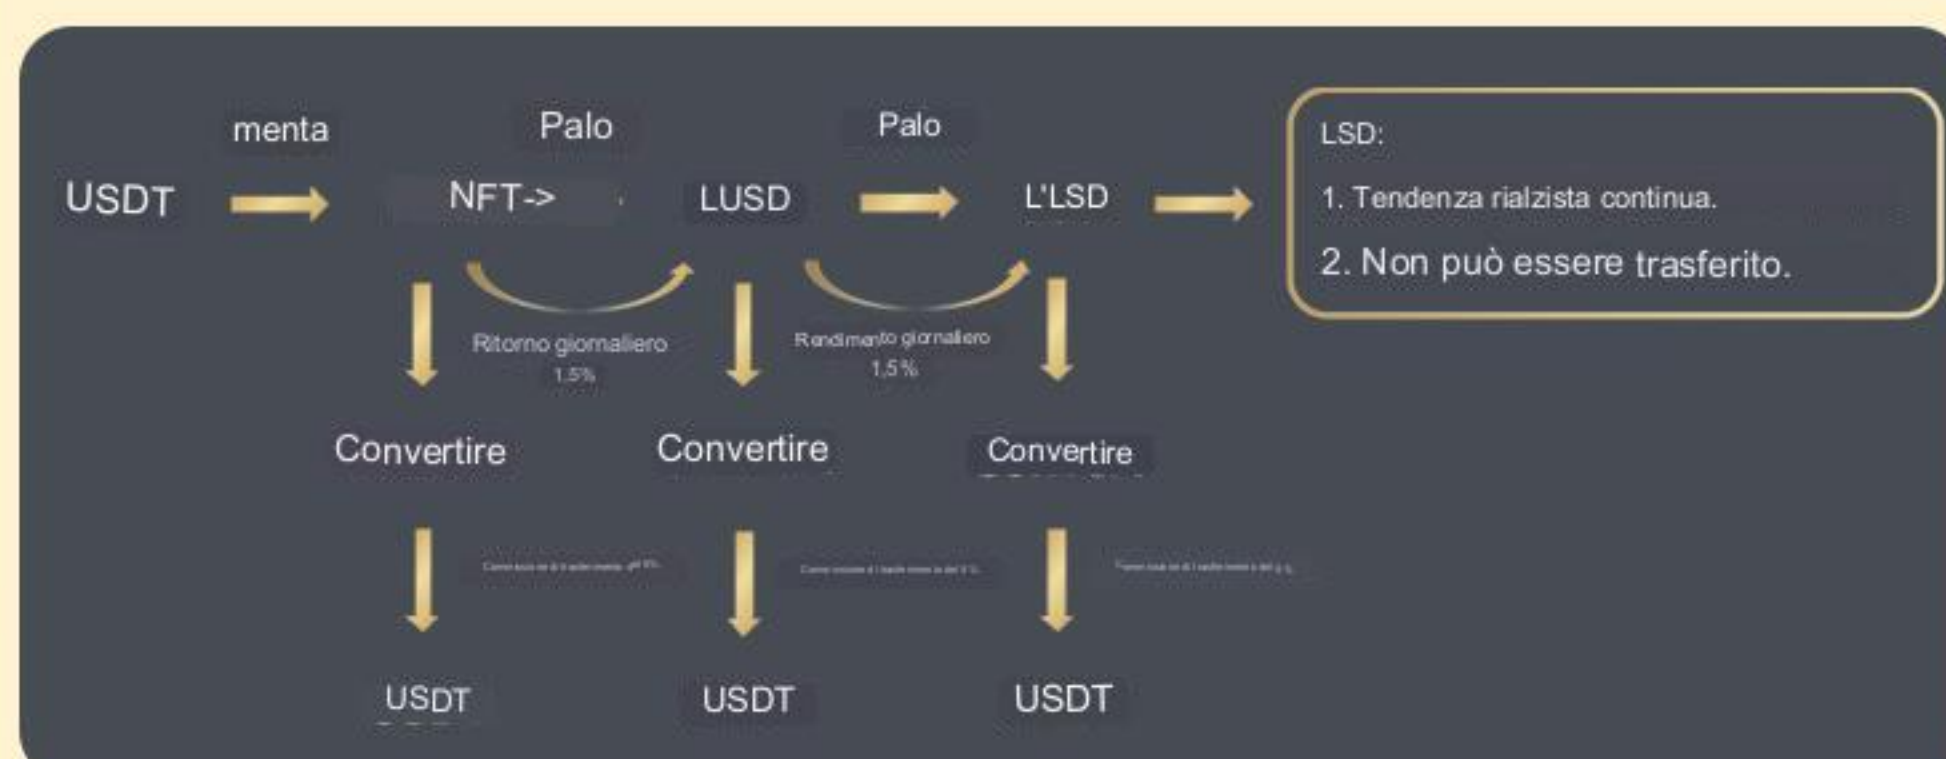 menta
Palo
Palo
USDT
NFT->
LUSD
L'LSD
LSD:
1. Tendenza rialzista continua.
2. Non può essere trasferito.
Ritorno giornaliero
1.5%
Rendimento giornaliero
1,5%
Convertire
Convertire
Convertire
USDT
USDT
USDT